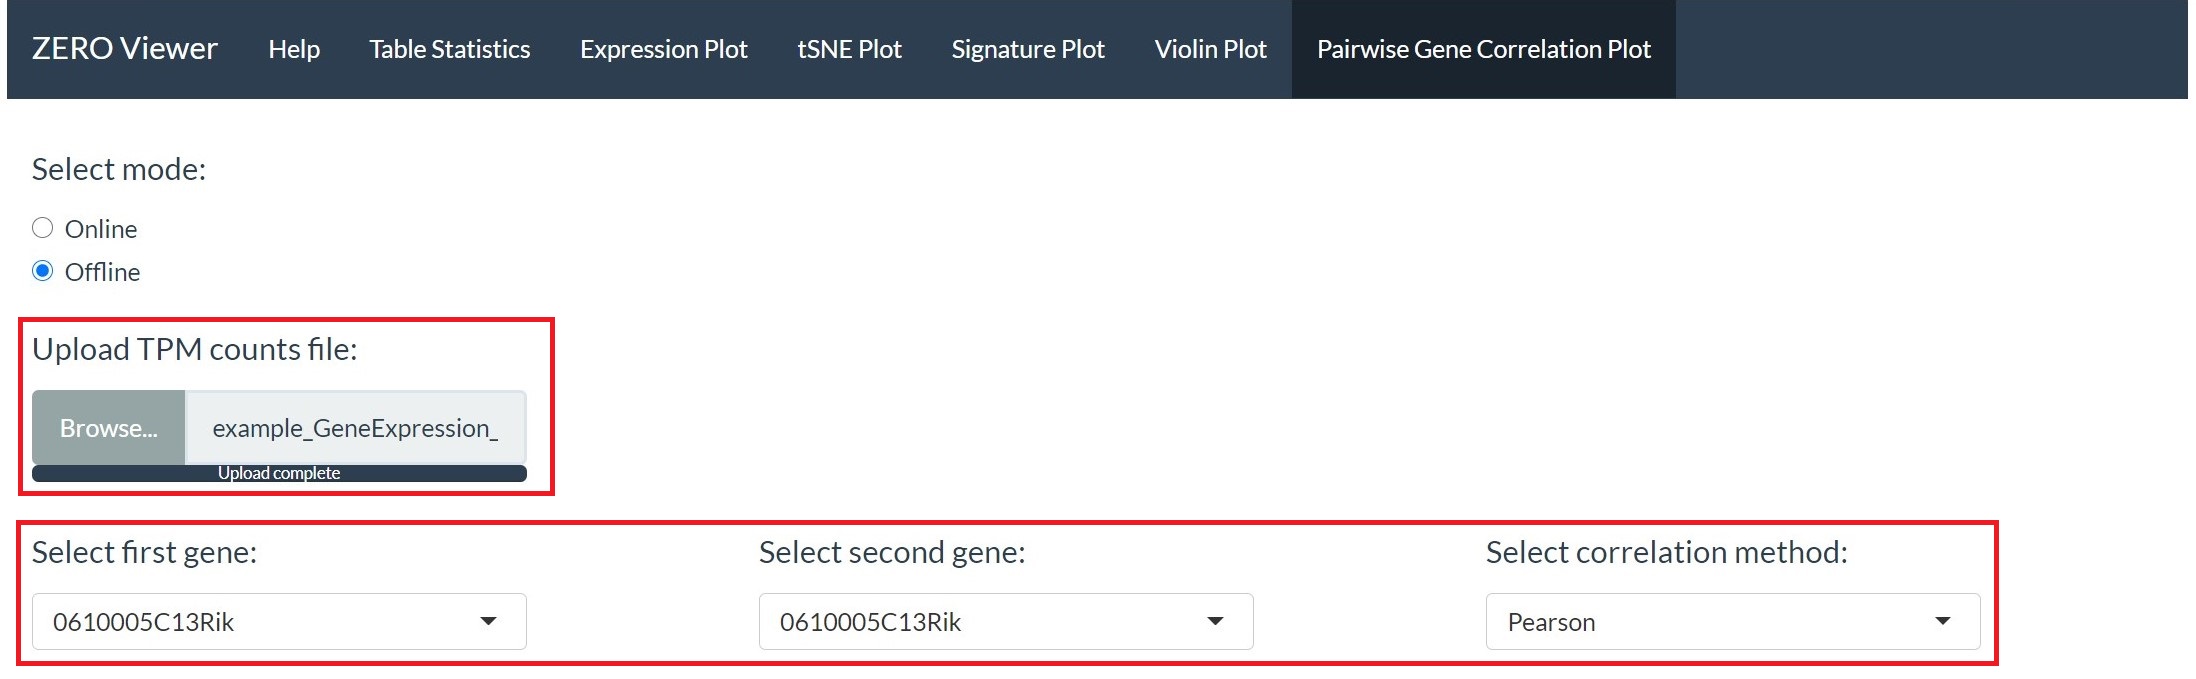 ZERO Viewer Help Table Statistics Expression Plot tSNE Plot Signature Plot Violin Plot Pairwise Gene Correlation Plot
Select mode:
Online
Offline
Upload TPM counts file:
Browse... example_GeneExpression_
Upload complete
Select first gene: Select second gene: Select correlation method:
0610005C13Rik 0610005C13Rik Pearson